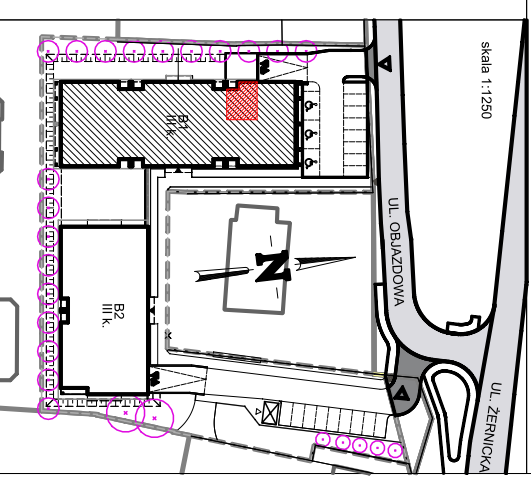 skala 1:1250
B1
III k.
UL. OBJAZDOWA
N
B2
III k.
UL. ŻERNICKA